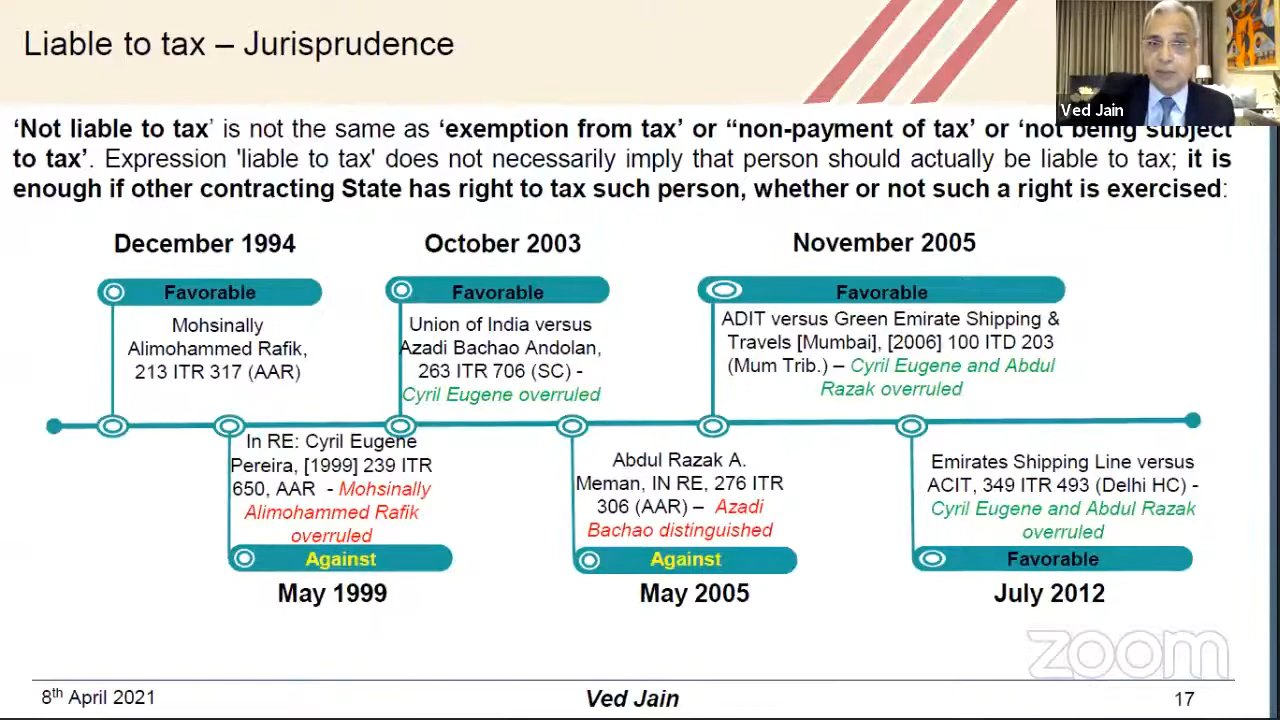 Liable to tax – Jurisprudence
Ved Jain
‘Not liable to tax’ is not the same as ‘exemption from tax’ or “non-payment of tax’ or ‘not being subject
to tax’. Expression 'liable to tax' does not necessarily imply that person should actually be liable to tax; it is
enough if other contracting State has right to tax such person, whether or not such a right is exercised:
December 1994
Favorable
Mohsinally
Alimohammed Rafik,
213 ITR 317 (AAR)
October 2003
Favorable
Union of India versus
Azadi Bachao Andolan,
263 ITR 706 (SC) -
Cyril Eugene overruled
November 2005
Favorable
ADIT versus Green Emirate Shipping &
Travels [Mumbai], [2006] 100 ITD 203
(Mum Trib.) – Cyril Eugene and Abdul
Razak overruled
In RE: Cyril Eugene
Pereira, [1999] 239 ITR
650, AAR - Mohsinally
Alimohammed Rafik
overruled
Against
May 1999
Abdul Razak A.
Meman, IN RE, 276 ITR
306 (AAR) – Azadi
Bachao distinguished
Against
May 2005
Emirates Shipping Line versus
ACIT, 349 ITR 493 (Delhi HC) -
Cyril Eugene and Abdul Razak
overruled
Favorable
July 2012
zoom
8th April 2021
Ved Jain
17